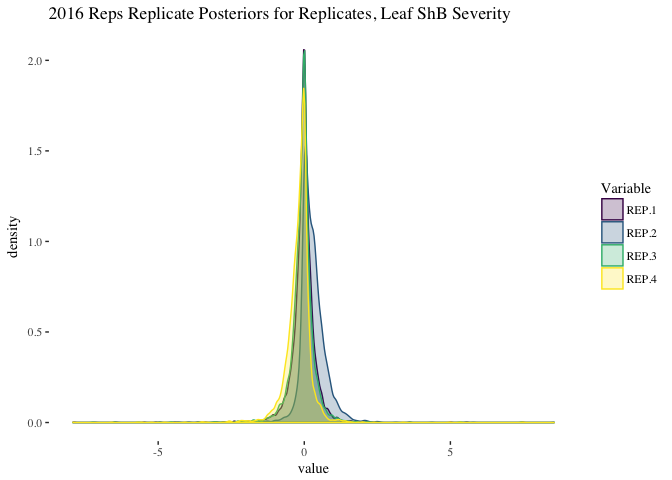 2016 Reps Replicate Posteriors for Replicates, Leaf ShB Severity
2.0
1.5
1.0
0.5
0.0
density
-5
0
5
value
Variable
REP.1
REP.2
REP.3
REP.4